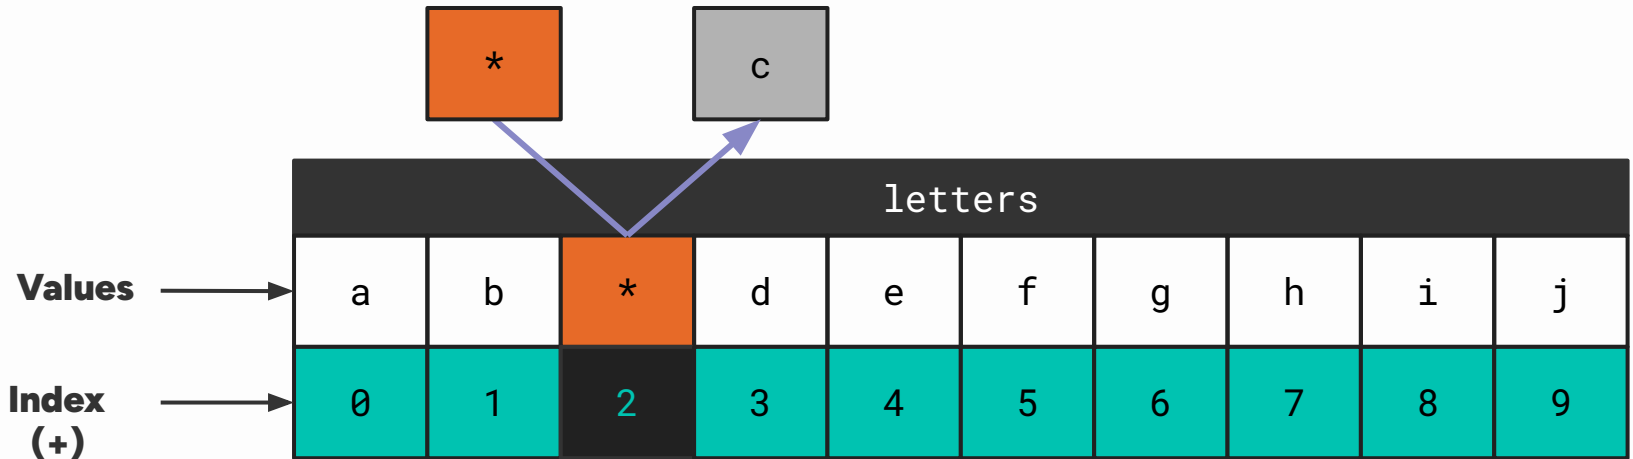 * c
letters
Values a b * d e f g h i j
Index 0 1 2 3 4 5 6 7 8 9
(+)